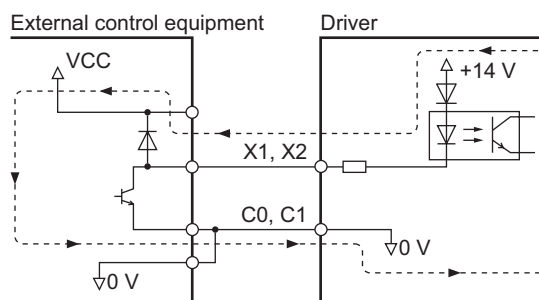 External control equipment
Driver
VCC
+14 V
X1, X2
C0, C1
0 V
0 V